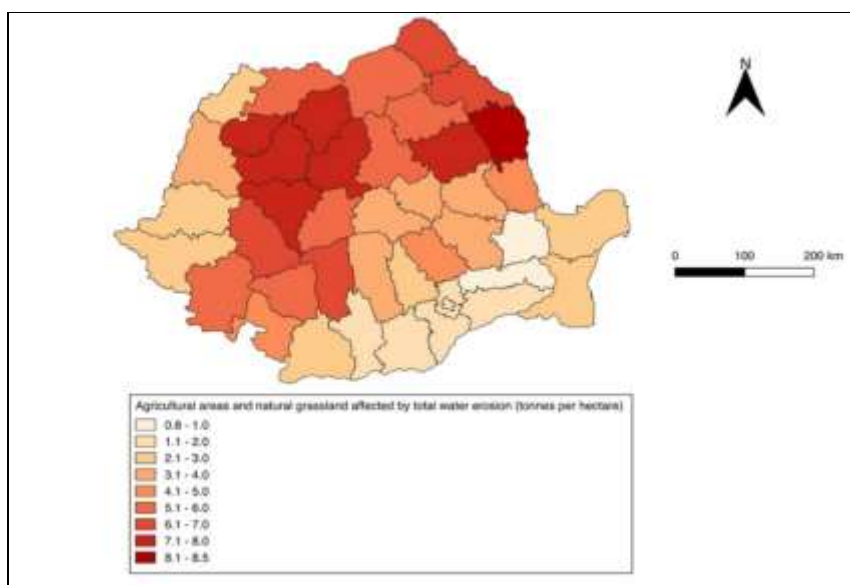 N
0 100 200 km
Agricultural areas and natural grassland affected by total water erosion (tonnes per hectare)
0.8 - 1.0
1.1 - 2.0
2.1 - 3.0
3.1 - 4.0
4.1 - 5.0
5.1 - 6.0
6.1 - 7.0
7.1 - 8.0
8.1 - 8.5